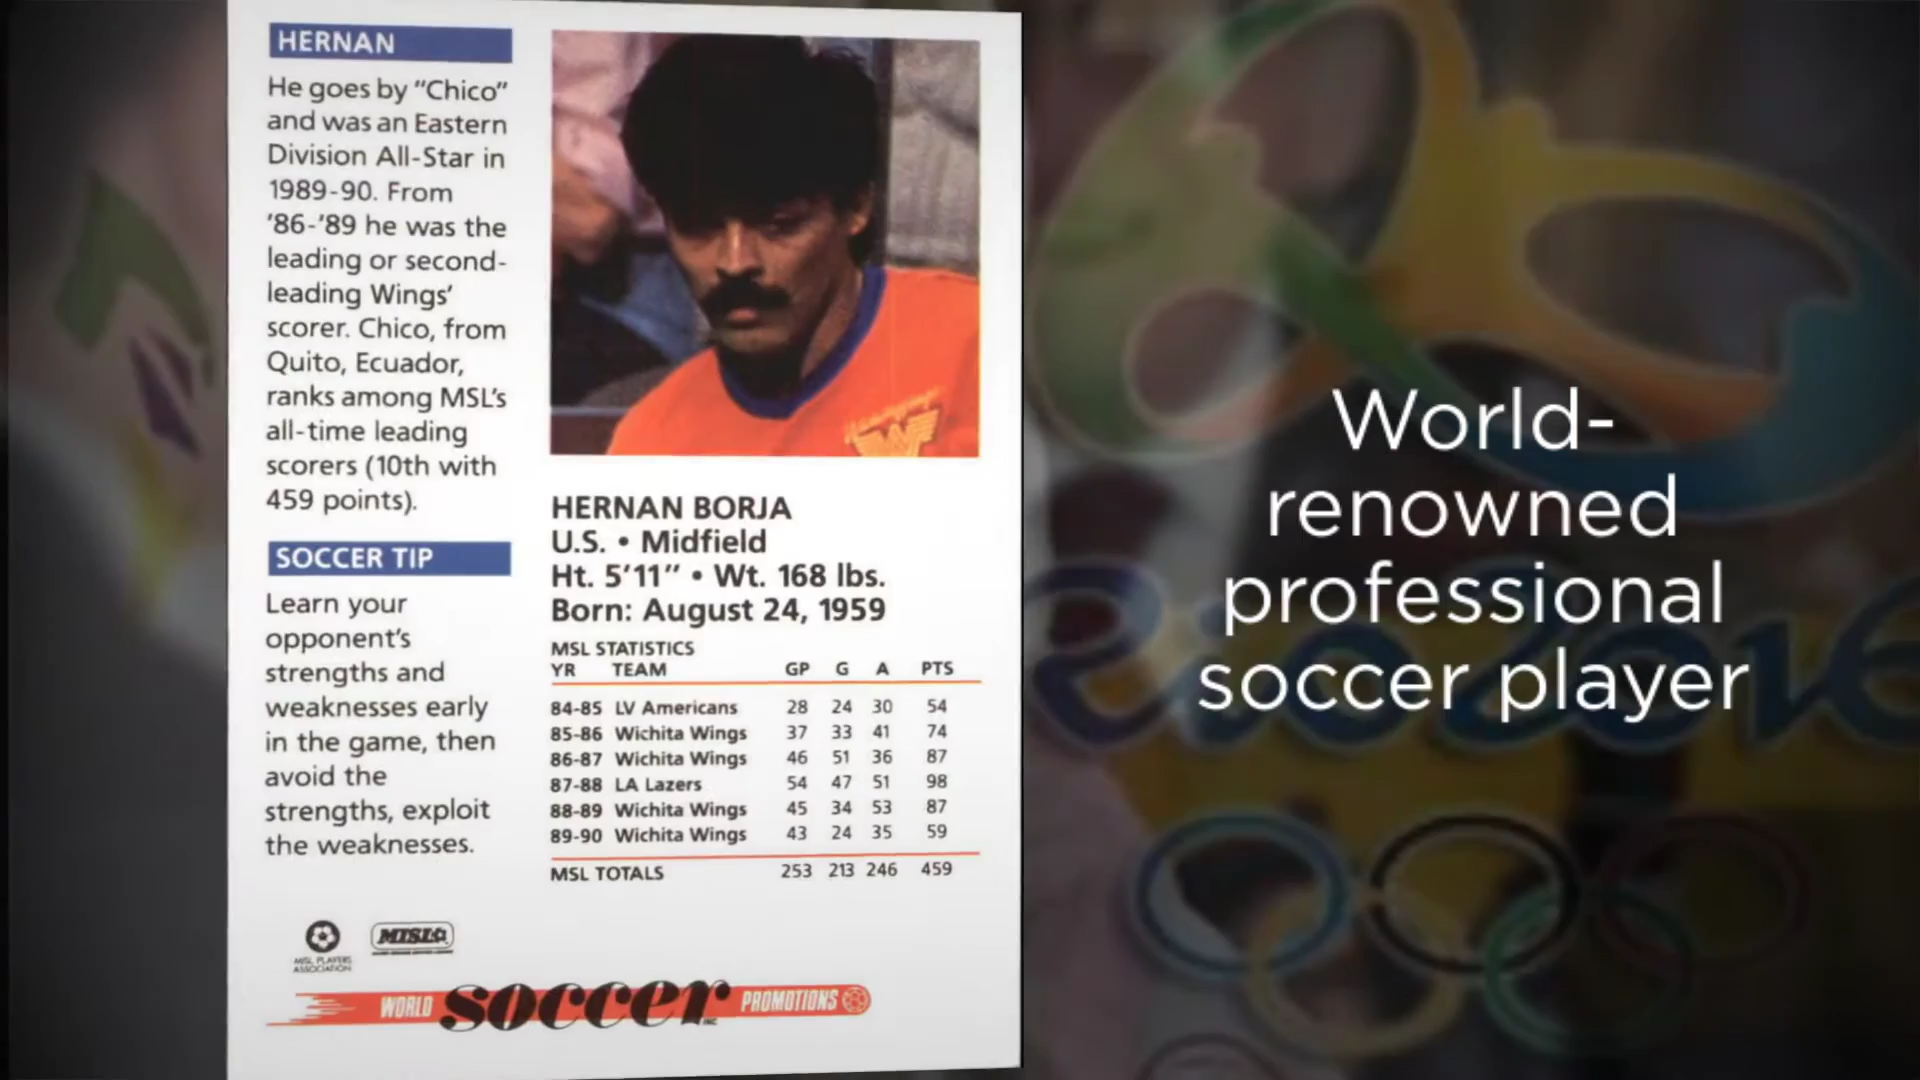 HERNAN
He goes by "Chico"
and was an Eastern
Division All-Star in
1989-90. From
'86-'89 he was the
leading or second-
leading Wings'
scorer. Chico, from
Quito, Ecuador,
ranks among MSL's
all-time leading
scorers (10th with
459 points).
SOCCER TIP
Learn your
opponent's
strengths and
weaknesses early
in the game, then
avoid the
strengths, exploit
the weaknesses.
HERNAN BORJA
U.S. • Midfield
Ht. 5'11" • Wt. 168 lbs.
Born: August 24, 1959
MSL STATISTICS
YR TEAM GP G A PTS
84-85 LV Americans 28 24 30 54
85-86 Wichita Wings 37 33 41 74
86-87 Wichita Wings 46 51 36 87
87-88 LA Lazers 54 47 51 98
88-89 Wichita Wings 45 34 53 87
89-90 Wichita Wings 43 24 35 59
MSL TOTALS 253 213 246 459
MISL PLAYERS
ASSOCIATION
MISL
WORLD soccer PROMOTIONS
INC
World-
renowned
professional
soccer player
Rio2016